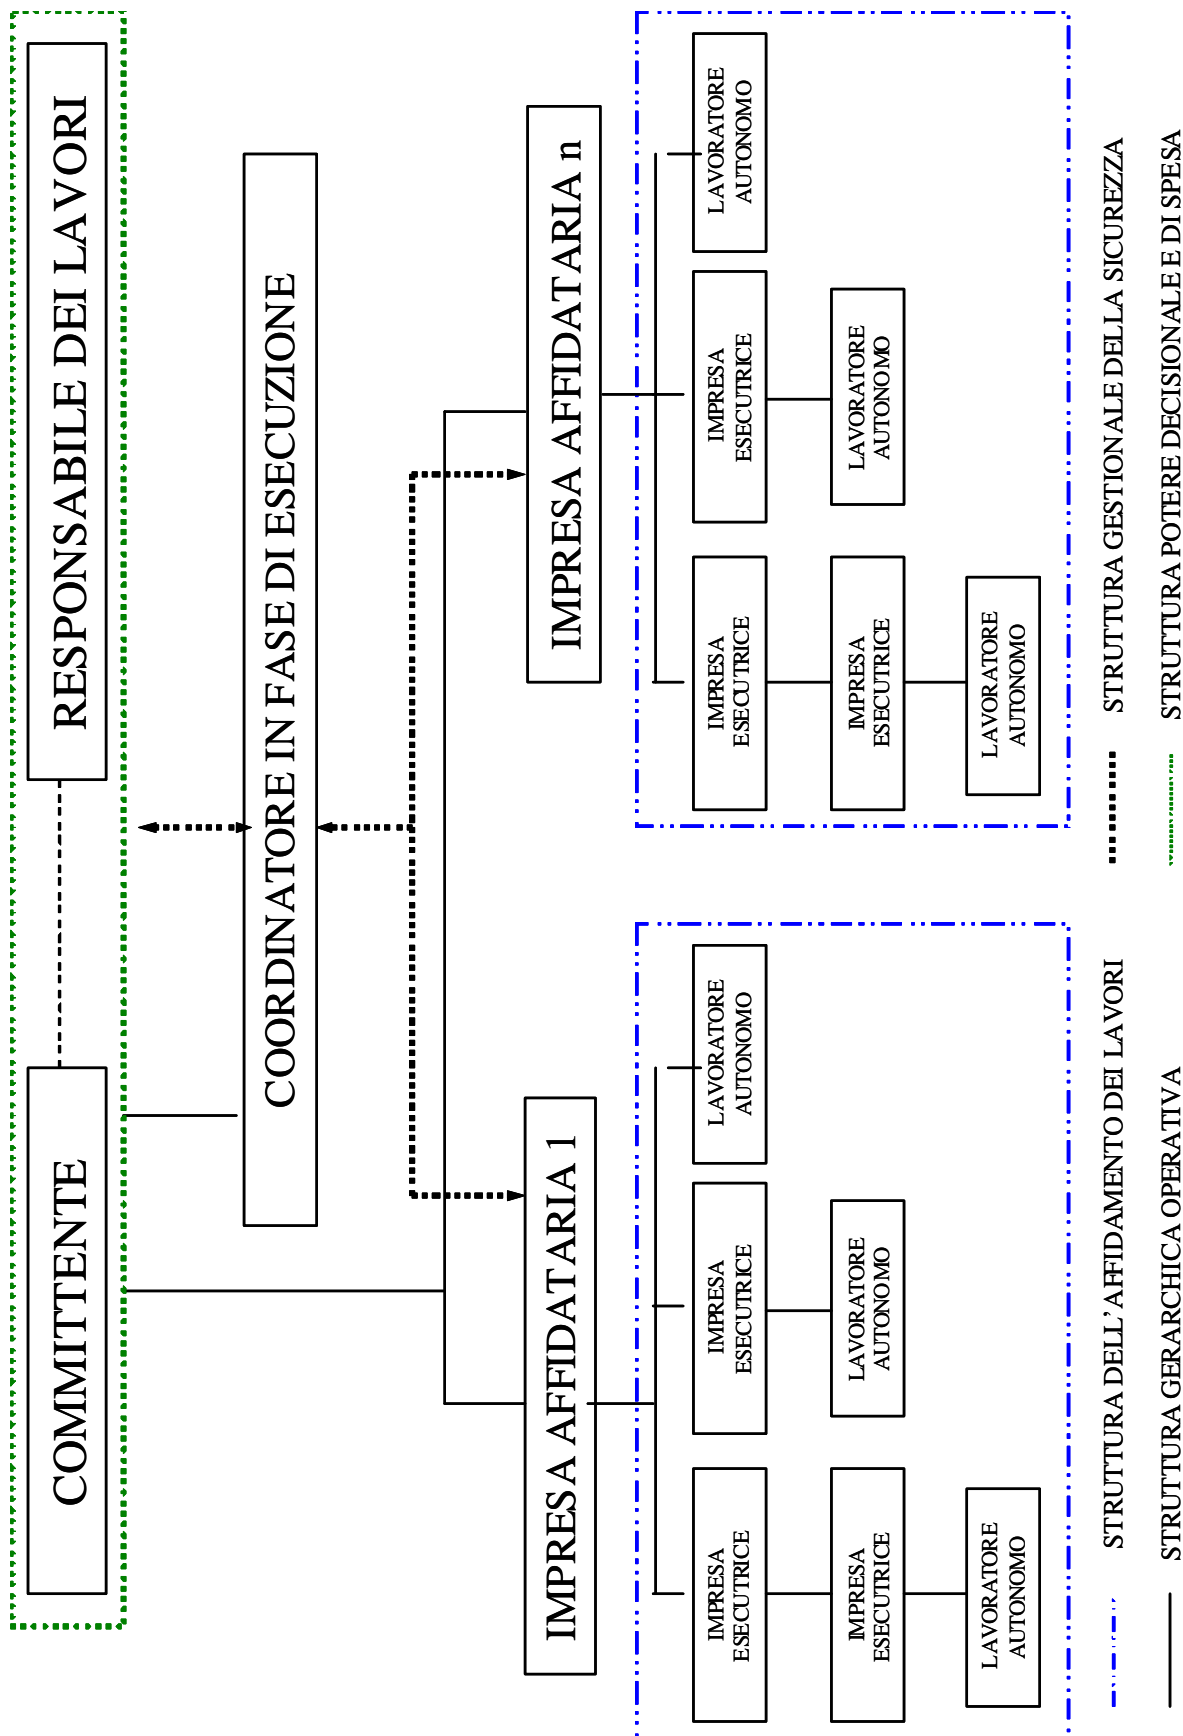 COMMITTENTE
RESPONSABILE DEI LAVORI
COORDINATORE IN FASE DI ESECUZIONE
IMPRESA AFFIDATARIA 1
IMPRESA AFFIDATARIA n
IMPRESA
ESECUTRICE
IMPRESA
ESECUTRICE
LAVORATORE
AUTONOMO
IMPRESA
ESECUTRICE
IMPRESA
ESECUTRICE
LAVORATORE
AUTONOMO
IMPRESA
ESECUTRICE
LAVORATORE
AUTONOMO
IMPRESA
ESECUTRICE
LAVORATORE
AUTONOMO
LAVORATORE
AUTONOMO
LAVORATORE
AUTONOMO
STRUTTURA DELL' AFFIDAMENTO DEI LAVORI
STRUTTURA GESTIONALE DELLA SICUREZZA
STRUTTURA GERARCHICA OPERATIVA
STRUTTURA POTERE DECISIONALE E DI SPESA